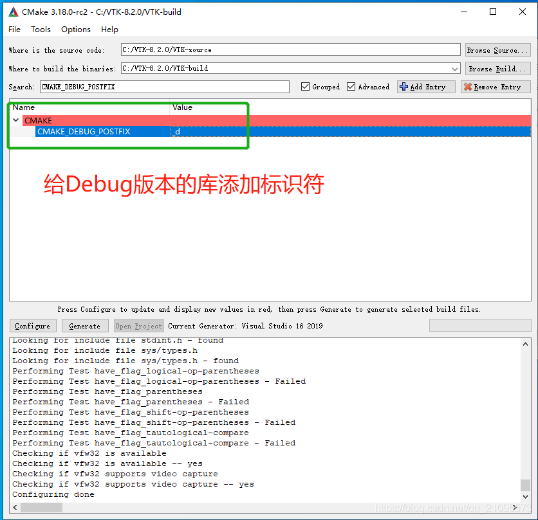 CMake 3.18.0-rc2 - C:/VTK-8.2.0/VTK-build
File Tools Options Help
Where is the source code: C:/VTK-8.2.0/VTK-source Browse Source...
Where to build the binaries: C:/VTK-8.2.0/VTK-build Browse Build...
Search: CMAKE_DEBUG_POSTFIX Grouped Advanced Add Entry Remove Entry
Name Value
CMAKE
CMAKE_DEBUG_POSTFIX _d
给Debug版本的库添加标识符
Press Configure to update and display new values in red, then press Generate to generate selected build files.
Configure Generate Open Project Current Generator: Visual Studio 16 2019
Looking for include file stdint.h - found
Looking for include file sys/types.h
Looking for include file sys/types.h - found
Performing Test have_flag_logical-op-parentheses
Performing Test have_flag_logical-op-parentheses - Failed
Performing Test have_flag_parentheses
Performing Test have_flag_parentheses - Failed
Performing Test have_flag_shift-op-parentheses
Performing Test have_flag_shift-op-parentheses - Failed
Performing Test have_flag_tautological-compare
Performing Test have_flag_tautological-compare - Failed
Checking if vfw32 is available
Checking if vfw32 is available -- yes
Checking if vfw32 supports video capture
Checking if vfw32 supports video capture -- yes
Configuring done